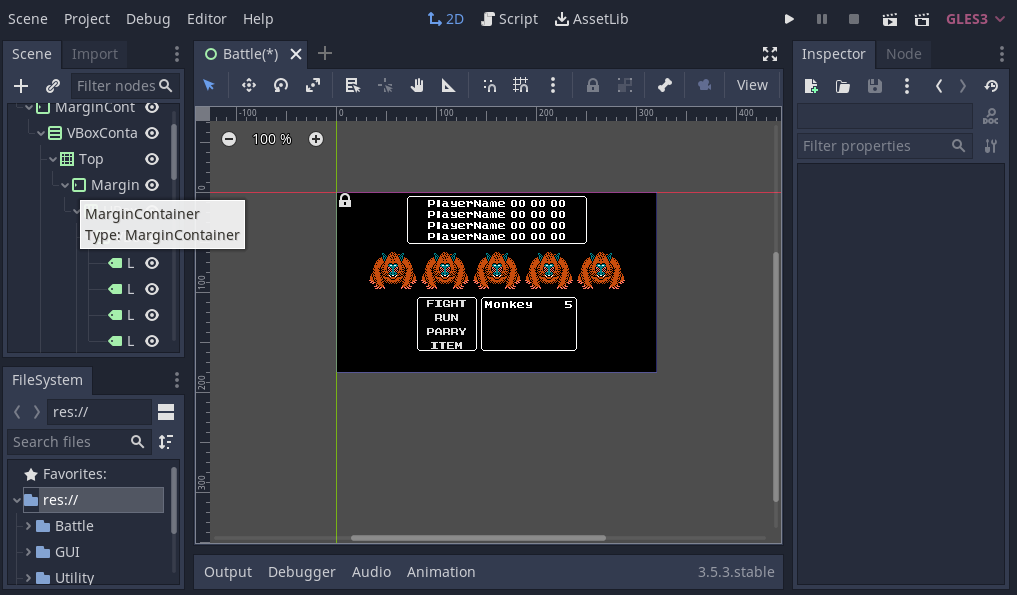 Scene Project Debug Editor Help 2D Script AssetLib GLES3
Scene Import Battle(*) Inspector Node
Filter nodes View
MarginCont
VBoxConta
Top
Margin
MarginContainer
Type: MarginContainer
L
L
L
L
-100 0 100 200 300 400
100 %
0
100
200
300
PlayerName 00 00 00
PlayerName 00 00 00
PlayerName 00 00 00
PlayerName 00 00 00
FIGHT
RUN
PARRY
ITEM
Monkey 5
DOC
Filter properties
FileSystem
res://
Search files
Favorites:
res://
Battle
GUI
Utility
Output Debugger Audio Animation 3.5.3.stable